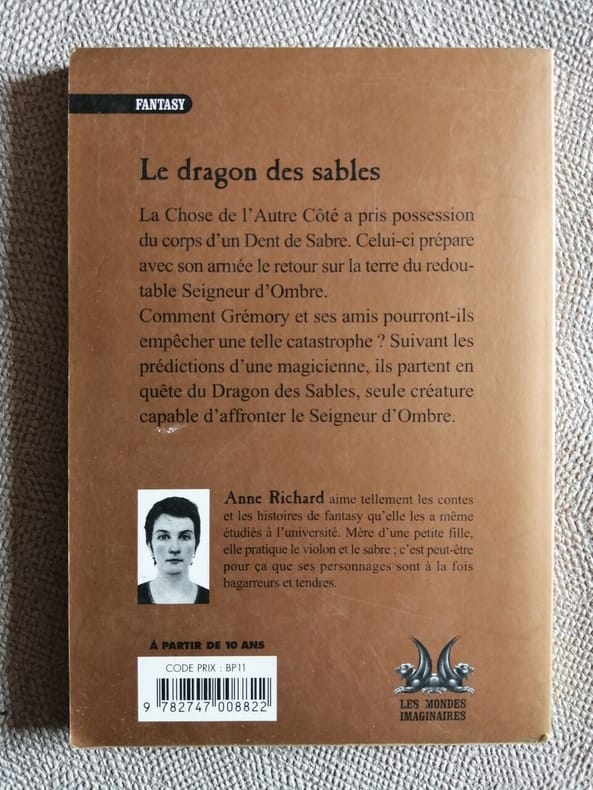 FANTASY
Le dragon des sables
La Chose de l'Autre Côté a pris possession
du corps d'un Dent de Sabre. Celui-ci prépare
avec son armée le retour sur la terre du redou-
table Seigneur d'Ombre.
Comment Grémory et ses amis pourront-ils
empêcher une telle catastrophe ? Suivant les
prédictions d'une magicienne, ils partent en
quête du Dragon des Sables, seule créature
capable d'affronter le Seigneur d'Ombre.
Anne Richard aime tellement les contes
et les histoires de fantasy qu'elle les a même
étudiés à l'université. Mère d'une petite fille,
elle pratique le violon et le sabre ; c'est peut-être
pour ça que ses personnages sont à la fois
bagarreurs et tendres.
À PARTIR DE 10 ANS
CODE PRIX : BP11
9 782747 008822
LES MONDES
IMAGINAIRES